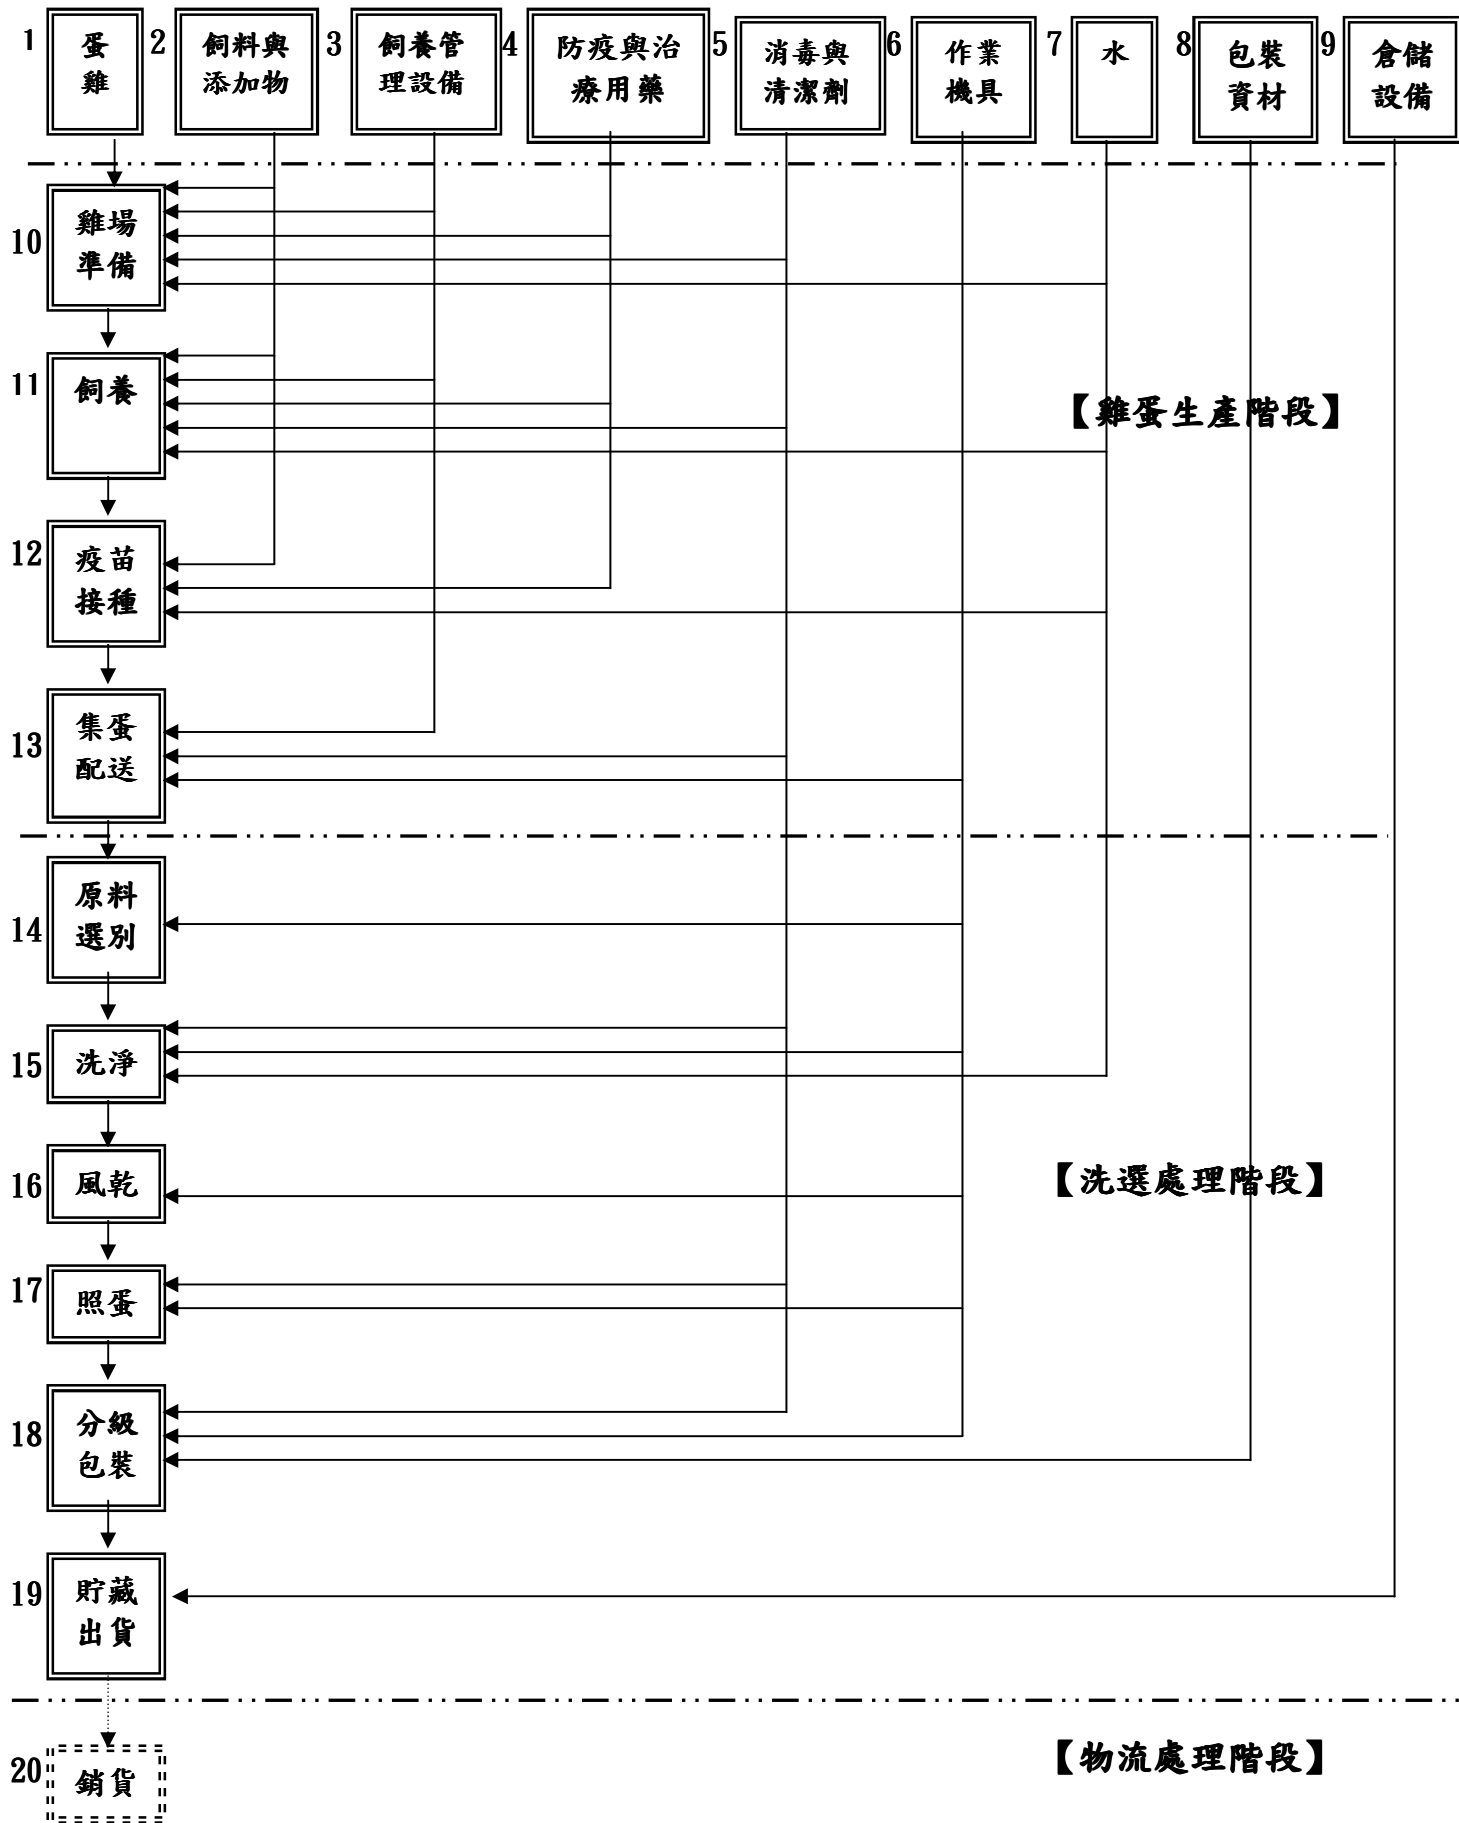 1
蛋
雞
2
飼料與
添加物
3
飼養管
理設備
4
防疫與治
療用藥
5
消毒與
清潔劑
6
作業
機具
7
水
8
包裝
資材
9
倉儲
設備
10
雞場
準備
11
飼養
【雞蛋生產階段】
12
疫苗
接種
13
集蛋
配送
14
原料
選別
15
洗淨
16
風乾
【洗選處理階段】
17
照蛋
18
分級
包裝
19
貯藏
出貨
20
銷貨
【物流處理階段】